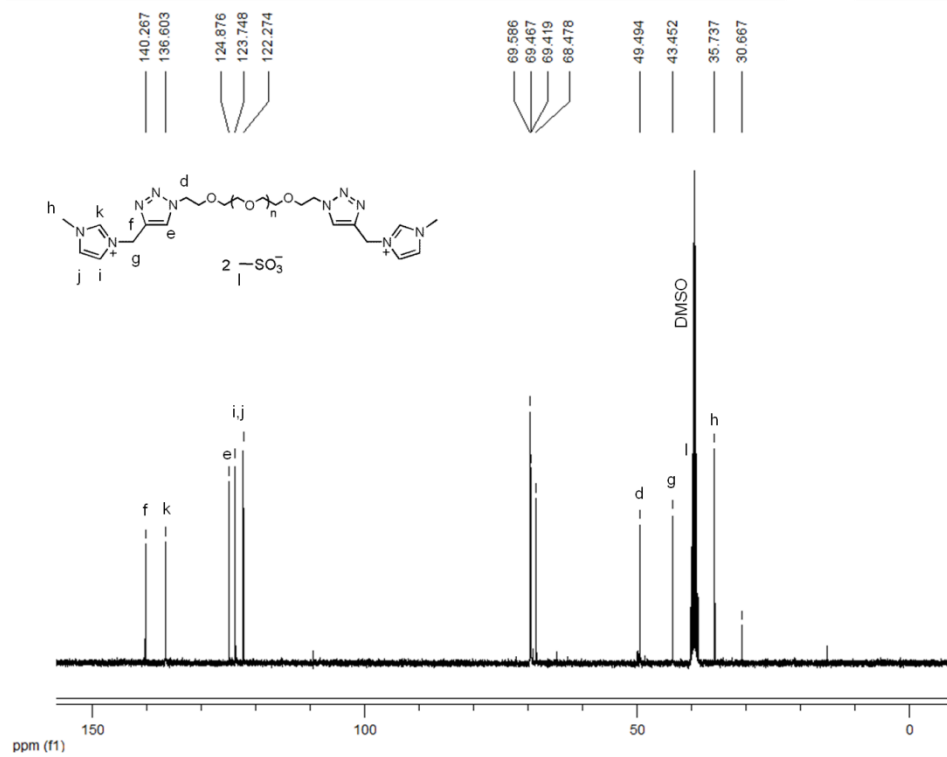 140.267
136.603
124.876
123.748
122.274
69.586
69.467
69.419
68.478
49.494
43.452
35.737
30.667
h
k
N
N
+
j
i
g
f
N
N
N
e
d
O
O
n
O
N
N
N
N
+
N
2 —SO₃⁻
l
DMSO
f
k
e
i,j
d
g
l
h
150
100
50
0
ppm (f1)